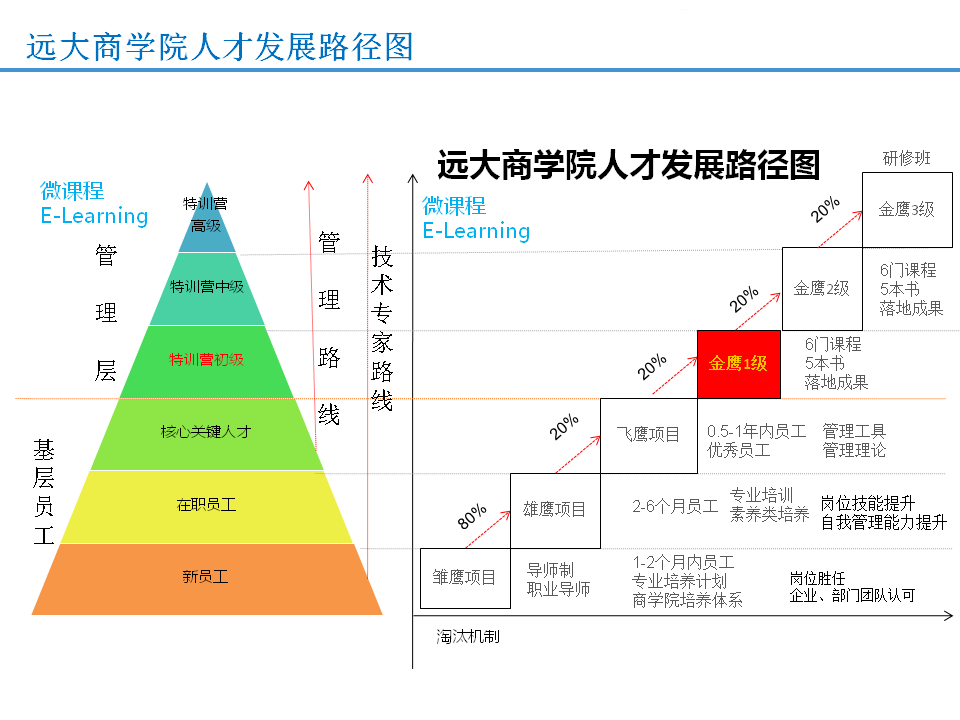 远大商学院人才发展路径图
远大商学院人才发展路径图
微课程
E-Learning
管理层
基层员工
特训营
高级
特训营中级
特训营初级
核心关键人才
在职员工
新员工
管理路线
技术专家路线
微课程
E-Learning
研修班
金鹰3级
20%
金鹰2级
6门课程
5本书
落地成果
20%
金鹰1级
6门课程
5本书
落地成果
20%
飞鹰项目
0.5-1年内员工
优秀员工
管理工具
管理理论
20%
雄鹰项目
2-6个月员工
专业培训
素养类培养
岗位技能提升
自我管理能力提升
80%
雏鹰项目
导师制
职业导师
1-2个月内员工
专业培养计划
商学院培养体系
岗位胜任
企业、部门团队认可
淘汰机制